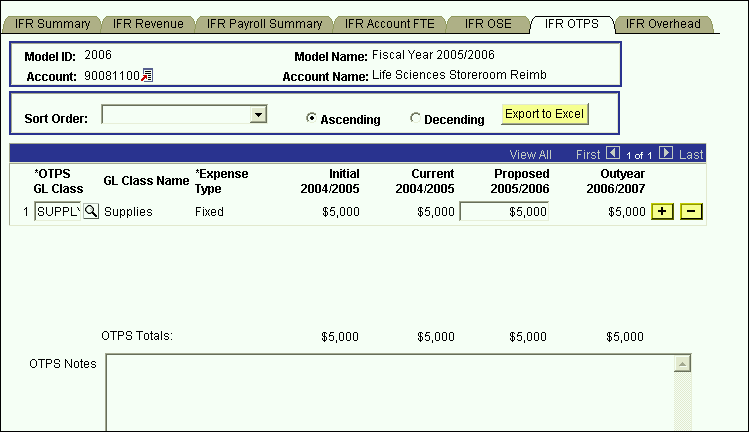 IFR Summary IFR Revenue IFR Payroll Summary IFR Account FTE IFR OSE IFR OTPS IFR Overhead
Model ID: 2006 Model Name: Fiscal Year 2005/2006
Account: 90081100 Account Name: Life Sciences Storeroom Reimb
Sort Order: Ascending Decending Export to Excel
View All First 1 of 1 Last
*OTPS GL Class GL Class Name *Expense Type Initial 2004/2005 Current 2004/2005 Proposed 2005/2006 Outyear 2006/2007
1 SUPPLY Supplies Fixed $5,000 $5,000 $5,000 $5,000 + -
OTPS Totals: $5,000 $5,000 $5,000 $5,000
OTPS Notes